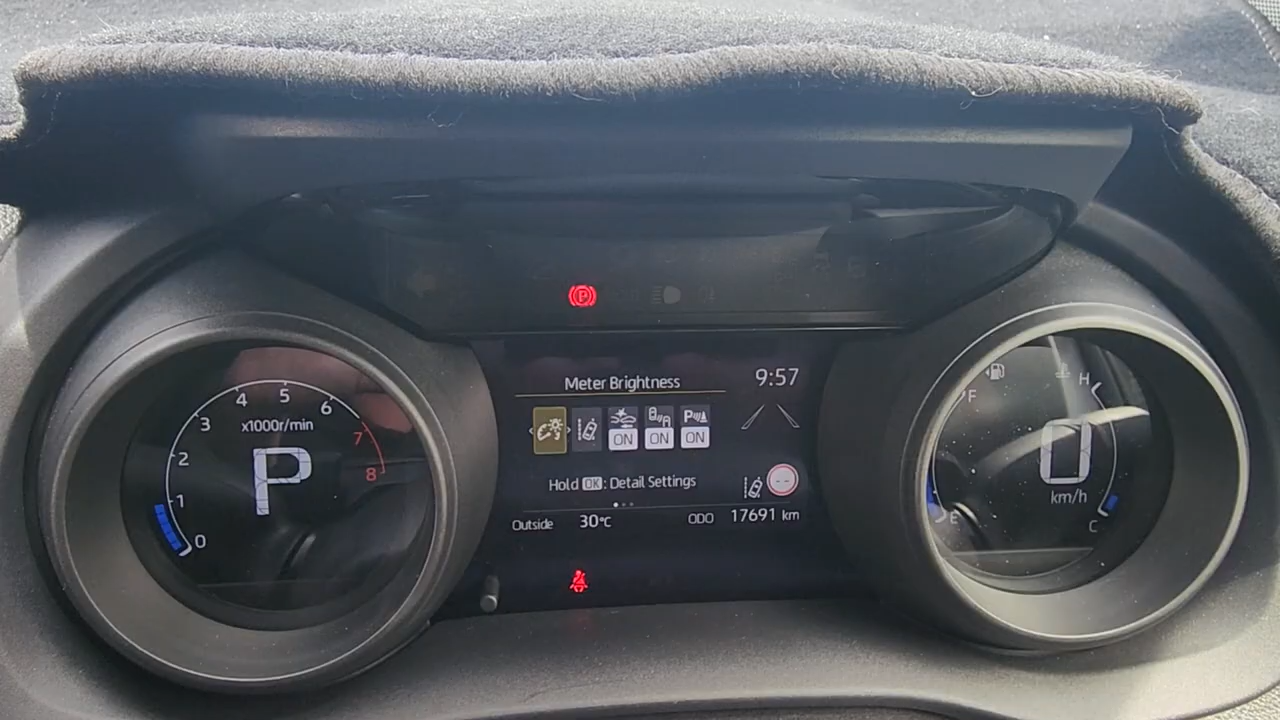 P
Meter Brightness
9:57
ON ON P ON
Hold OK : Detail Settings
--
Outside 30°C ODO 17691 km
0
1
2
3
4
5
6
7
8
x1000r/min
P
F
E
H
C
0
km/h